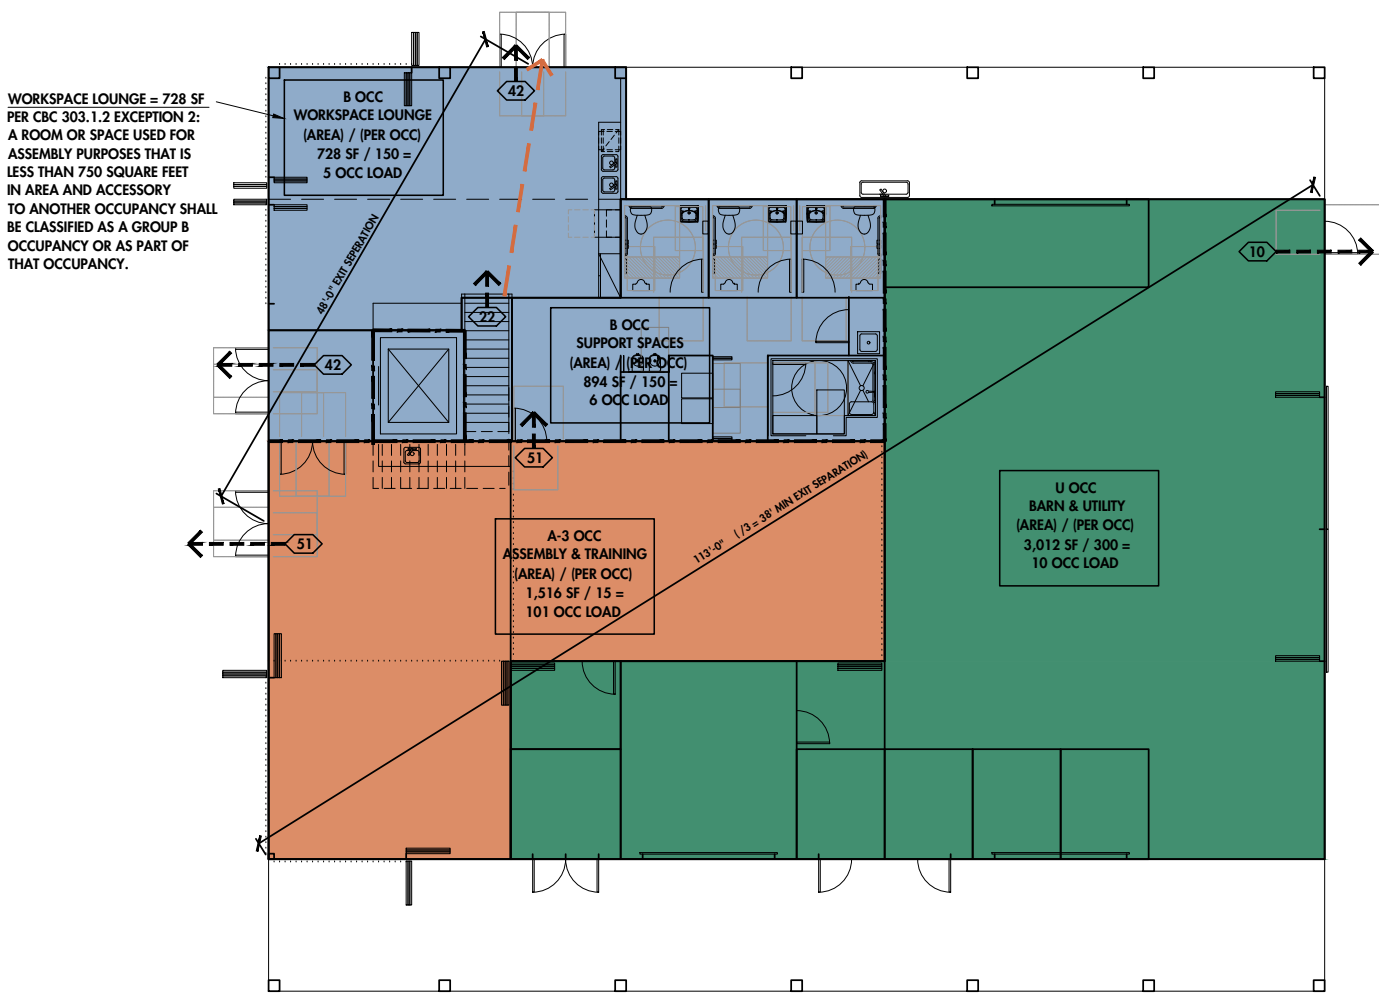 WORKSPACE LOUNGE = 728 SF
PER CBC 303.1.2 EXCEPTION 2:
A ROOM OR SPACE USED FOR
ASSEMBLY PURPOSES THAT IS
LESS THAN 750 SQUARE FEET
IN AREA AND ACCESSORY
TO ANOTHER OCCUPANCY SHALL
BE CLASSIFIED AS A GROUP B
OCCUPANCY OR AS PART OF
THAT OCCUPANCY.
B OCC
WORKSPACE LOUNGE
(AREA) / (PER OCC)
728 SF / 150 =
5 OCC LOAD
42
48'-0" EXIT SEPERATION
10
22
42
B OCC
SUPPORT SPACES
(AREA) / (PER OCC)
894 SF / 150 =
6 OCC LOAD
51
51
113'-0" ( /3 = 38' MIN EXIT SEPARATION)
A-3 OCC
ASSEMBLY & TRAINING
(AREA) / (PER OCC)
1,516 SF / 15 =
101 OCC LOAD
U OCC
BARN & UTILITY
(AREA) / (PER OCC)
3,012 SF / 300 =
10 OCC LOAD